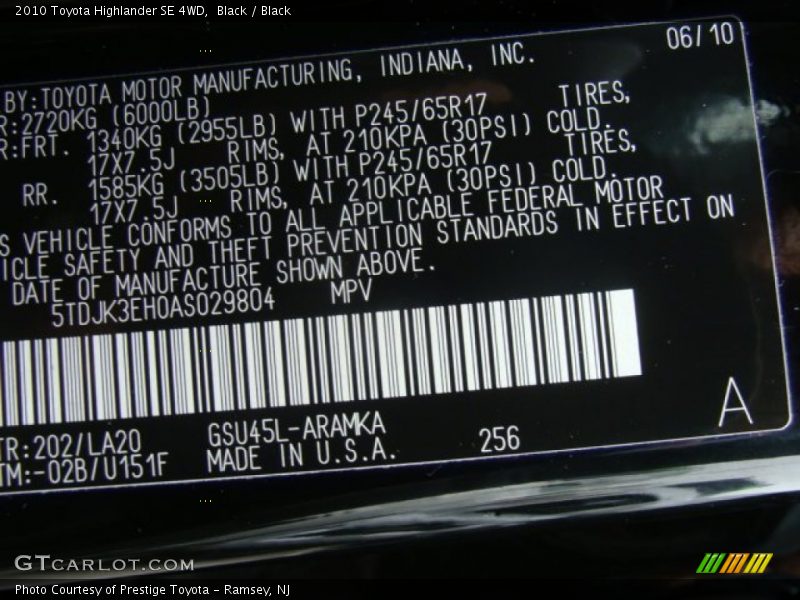 2010 Toyota Highlander SE 4WD, Black / Black
06/10
BY:TOYOTA MOTOR MANUFACTURING, INDIANA, INC.
R:2720KG (6000LB)
R:FRT. 1340KG (2955LB) WITH P245/65R17 TIRES,
17X7.5J RIMS, AT 210KPA (30PSI) COLD.
RR. 1585KG (3505LB) WITH P245/65R17 TIRES,
17X7.5J RIMS, AT 210KPA (30PSI) COLD.
S VEHICLE CONFORMS TO ALL APPLICABLE FEDERAL MOTOR
ICLE SAFETY AND THEFT PREVENTION STANDARDS IN EFFECT ON
DATE OF MANUFACTURE SHOWN ABOVE.
5TDJK3EH0AS029804 MPV
A
TR:202/LA20 GSU45L-ARAMKA
TM:-02B/U151F MADE IN U.S.A. 256
GTCARLOT.COM
Photo Courtesy of Prestige Toyota - Ramsey, NJ